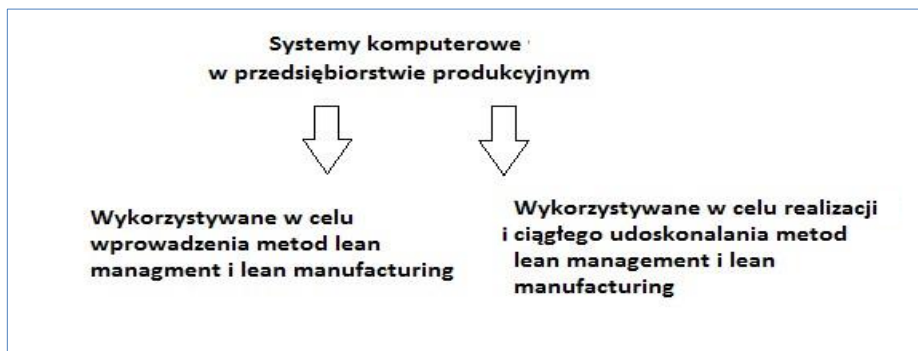 Systemy komputerowe
w przedsiębiorstwie produkcyjnym
Wykorzystywane w celu
wprowadzenia metod lean
managment i lean manufacturing
Wykorzystywane w celu realizacji
i ciągłego udoskonalania metod
lean management i lean
manufacturing